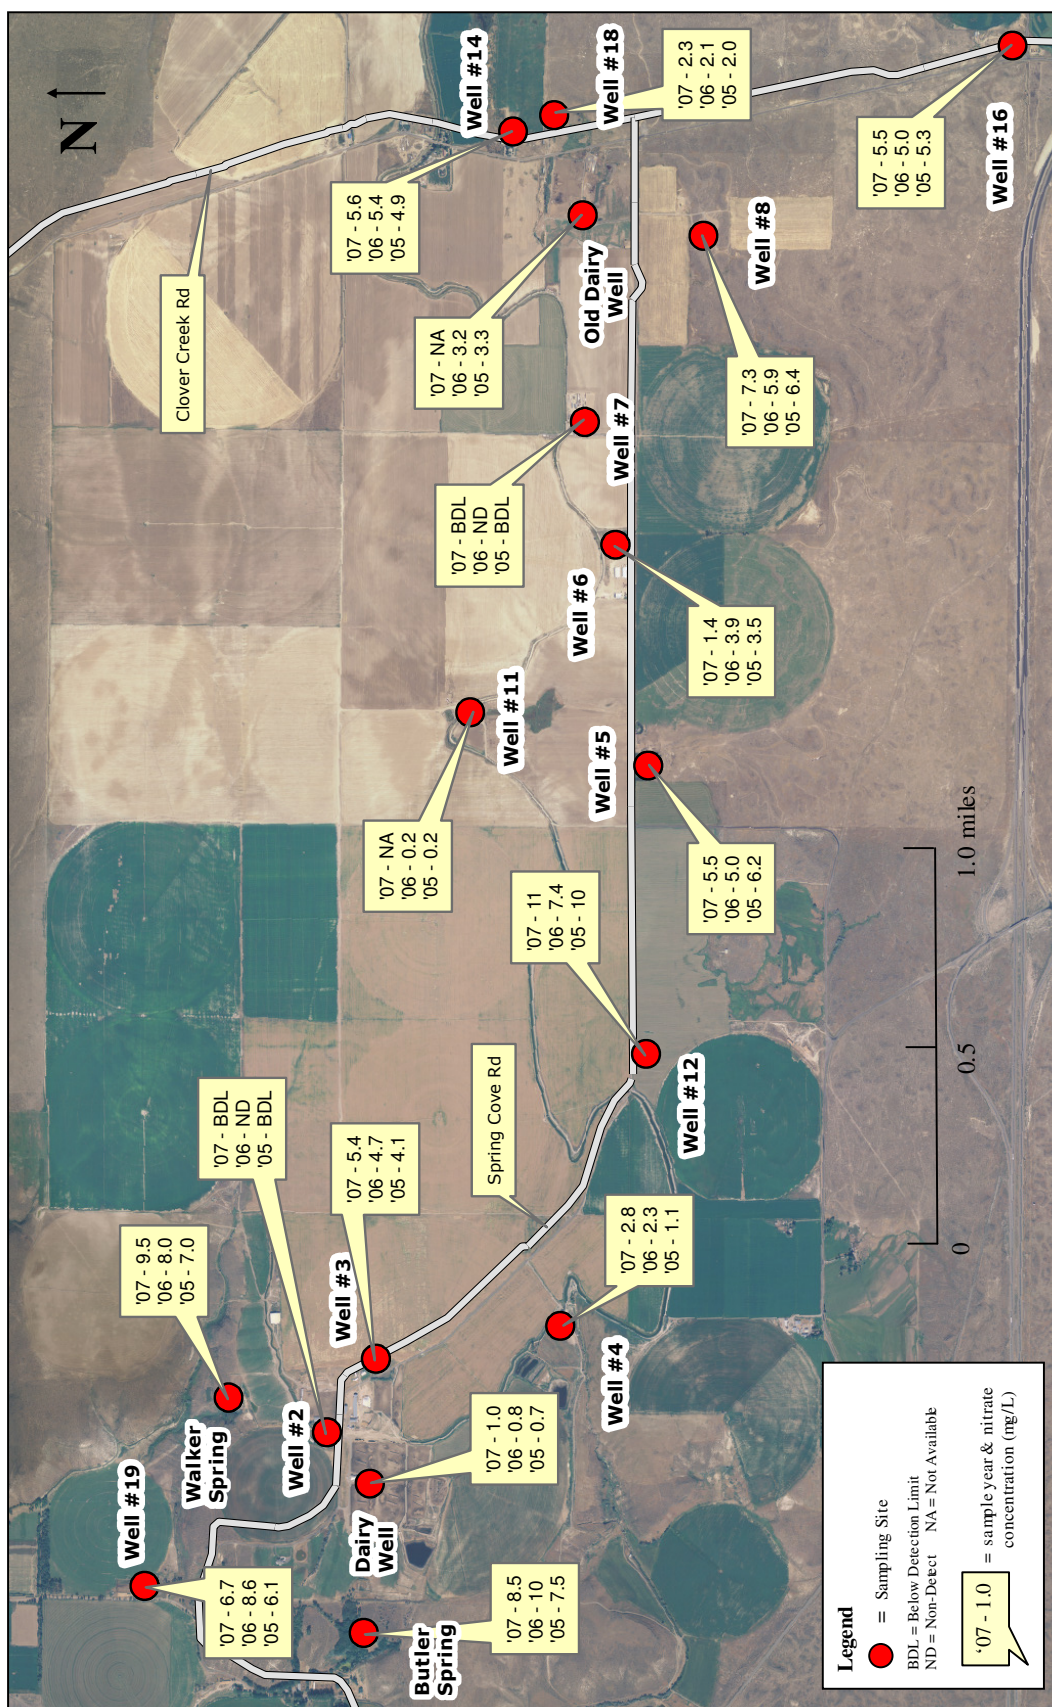 N
Clover Creek Rd
Well #14
'07 - 5.6
'06 - 5.4
'05 - 4.9
Well #18
'07 - 2.3
'06 - 2.1
'05 - 2.0
Well #16
'07 - 5.5
'06 - 5.0
'05 - 5.3
Old Dairy
Well
'07 - NA
'06 - 3.2
'05 - 3.3
Well #8
'07 - 7.3
'06 - 5.9
'05 - 6.4
Well #7
'07 - BDL
'06 - ND
'05 - BDL
Well #6
'07 - 1.4
'06 - 3.9
'05 - 3.5
Well #11
'07 - NA
'06 - 0.2
'05 - 0.2
Well #5
'07 - 5.5
'06 - 5.0
'05 - 6.2
Well #12
'07 - 11
'06 - 7.4
'05 - 10
Spring Cove Rd
Well #4
'07 - 2.8
'06 - 2.3
'05 - 1.1
Well #3
'07 - 5.4
'06 - 4.7
'05 - 4.1
Well #2
'07 - BDL
'06 - ND
'05 - BDL
Walker
Spring
'07 - 9.5
'06 - 8.0
'05 - 7.0
Dairy
Well
'07 - 1.0
'06 - 0.8
'05 - 0.7
Well #19
'07 - 6.7
'06 - 8.6
'05 - 6.1
Butler
Spring
'07 - 8.5
'06 - 10
'05 - 7.5
0 0.5 1.0 miles
Legend
= Sampling Site
BDL = Below Detection Limit
ND = Non-Detect NA = Not Available
'07 - 1.0 = sample year & nitrate
concentration (mg/L)